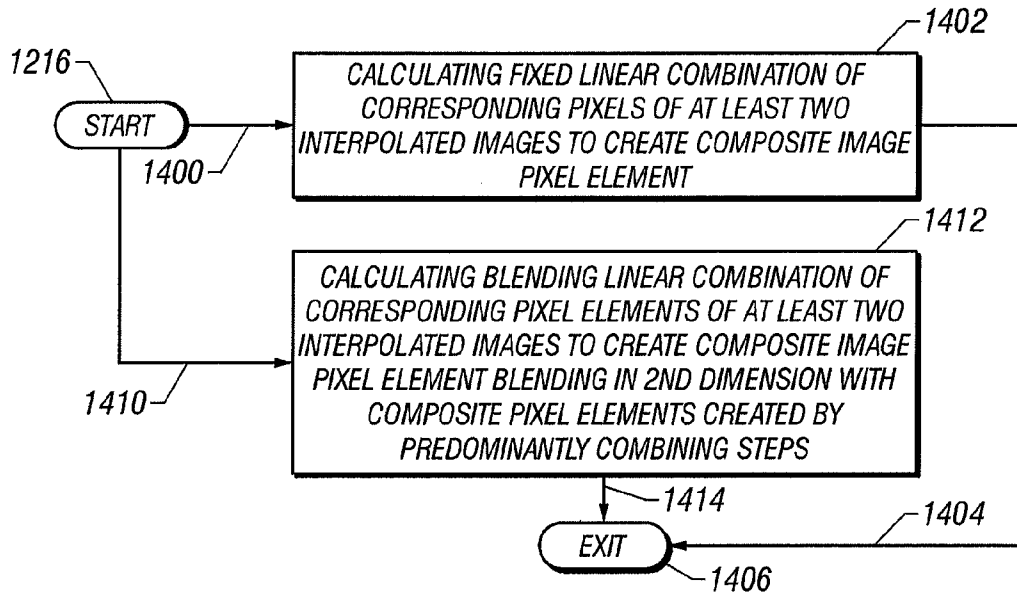 1402
1216
START
1400
CALCULATING FIXED LINEAR COMBINATION OF
CORRESPONDING PIXELS OF AT LEAST TWO
INTERPOLATED IMAGES TO CREATE COMPOSITE IMAGE
PIXEL ELEMENT
1412
CALCULATING BLENDING LINEAR COMBINATION OF
CORRESPONDING PIXEL ELEMENTS OF AT LEAST TWO
INTERPOLATED IMAGES TO CREATE COMPOSITE IMAGE
PIXEL ELEMENT BLENDING IN 2ND DIMENSION WITH
COMPOSITE PIXEL ELEMENTS CREATED BY
PREDOMINANTLY COMBINING STEPS
1410
1414
1404
EXIT
1406